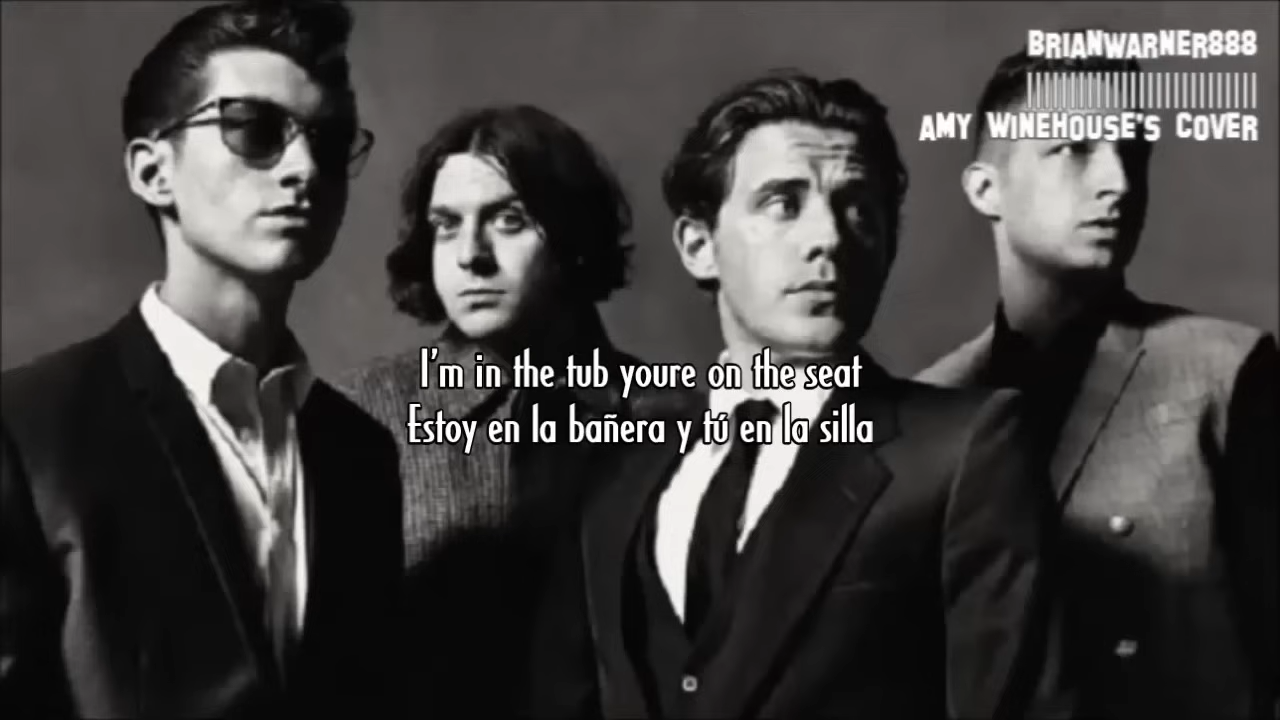 BRIANWARNER888
||||||||||||||||||||||||||||||
AMY WINEHOUSE'S COVER
I'm in the tub youre on the seat
Estoy en la bañera y tú en la silla